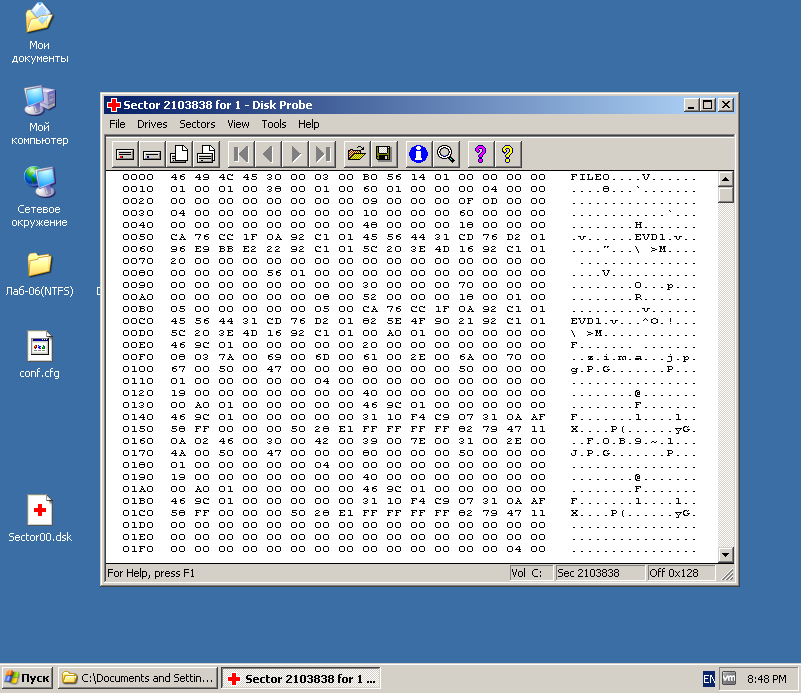 Мои документы
Мой компьютер
Сетевое окружение
Лаб-06(NTFS)
conf.cfg
Sector00.dsk
Sector 2103838 for 1 - Disk Probe
File Drives Sectors View Tools Help
0000 46 49 4C 45 30 00 03 00 B0 56 14 01 00 00 00 00 FILE0....V......
0010 01 00 01 00 38 00 01 00 60 01 00 00 00 04 00 00 ....8...`.......
0020 00 00 00 00 00 00 00 00 09 00 00 00 0F 0D 00 00 ................
0030 04 00 00 00 00 00 00 00 10 00 00 00 60 00 00 00 ............`...
0040 00 00 00 00 00 00 00 00 48 00 00 00 18 00 00 00 ........H.......
0050 CA 76 CC 1F 0A 92 C1 01 45 56 44 31 CD 76 D2 01 .v......EVD1.v..
0060 96 E9 BB E2 22 92 C1 01 5C 20 3E 4D 16 92 C1 01 ...."...\ >M....
0070 20 00 00 00 00 00 00 00 00 00 00 00 00 00 00 00  ...............
0080 00 00 00 00 56 01 00 00 00 00 00 00 00 00 00 00 ....V...........
0090 00 00 00 00 00 00 00 00 30 00 00 00 70 00 00 00 ........0...p...
00A0 00 00 00 00 00 00 08 00 52 00 00 00 18 00 01 00 ........R.......
00B0 05 00 00 00 00 00 05 00 CA 76 CC 1F 0A 92 C1 01 .........v......
00C0 45 56 44 31 CD 76 D2 01 82 5E 4F 90 21 92 C1 01 EVD1.v...^O.!...
00D0 5C 20 3E 4D 16 92 C1 01 00 A0 01 00 00 00 00 00 \ >M............
00E0 46 9C 01 00 00 00 00 00 20 00 00 00 00 00 00 00 F....... .......
00F0 08 03 7A 00 69 00 6D 00 61 00 2E 00 6A 00 70 00 ..z.i.m.a...j.p.
0100 67 00 50 00 47 00 00 00 80 00 00 00 50 00 00 00 g.P.G.......P...
0110 01 00 00 00 00 00 04 00 00 00 00 00 00 00 00 00 ................
0120 19 00 00 00 00 00 00 00 40 00 00 00 00 00 00 00 ........@.......
0130 00 A0 01 00 00 00 00 00 46 9C 01 00 00 00 00 00 ........F.......
0140 46 9C 01 00 00 00 00 00 31 10 F4 C9 07 31 0A AF F.......1....1..
0150 58 FF 00 00 00 50 28 E1 FF FF FF FF 82 79 47 11 X....P(......yG.
0160 0A 02 46 00 30 00 42 00 39 00 7E 00 31 00 2E 00 ..F.0.B.9.~.1...
0170 4A 00 50 00 47 00 00 00 80 00 00 00 50 00 00 00 J.P.G.......P...
0180 01 00 00 00 00 00 04 00 00 00 00 00 00 00 00 00 ................
0190 19 00 00 00 00 00 00 00 40 00 00 00 00 00 00 00 ........@.......
01A0 00 A0 01 00 00 00 00 00 46 9C 01 00 00 00 00 00 ........F.......
01B0 46 9C 01 00 00 00 00 00 31 10 F4 C9 07 31 0A AF F.......1....1..
01C0 58 FF 00 00 00 50 28 E1 FF FF FF FF 82 79 47 11 X....P(......yG.
01D0 00 00 00 00 00 00 00 00 00 00 00 00 00 00 00 00 ................
01E0 00 00 00 00 00 00 00 00 00 00 00 00 00 00 00 00 ................
01F0 00 00 00 00 00 00 00 00 00 00 00 00 00 00 04 00 ................
For Help, press F1 Vol C: Sec 2103838 Off 0x128
Пуск C:\Documents and Settin... Sector 2103838 for 1 ... EN vm 8:48 PM